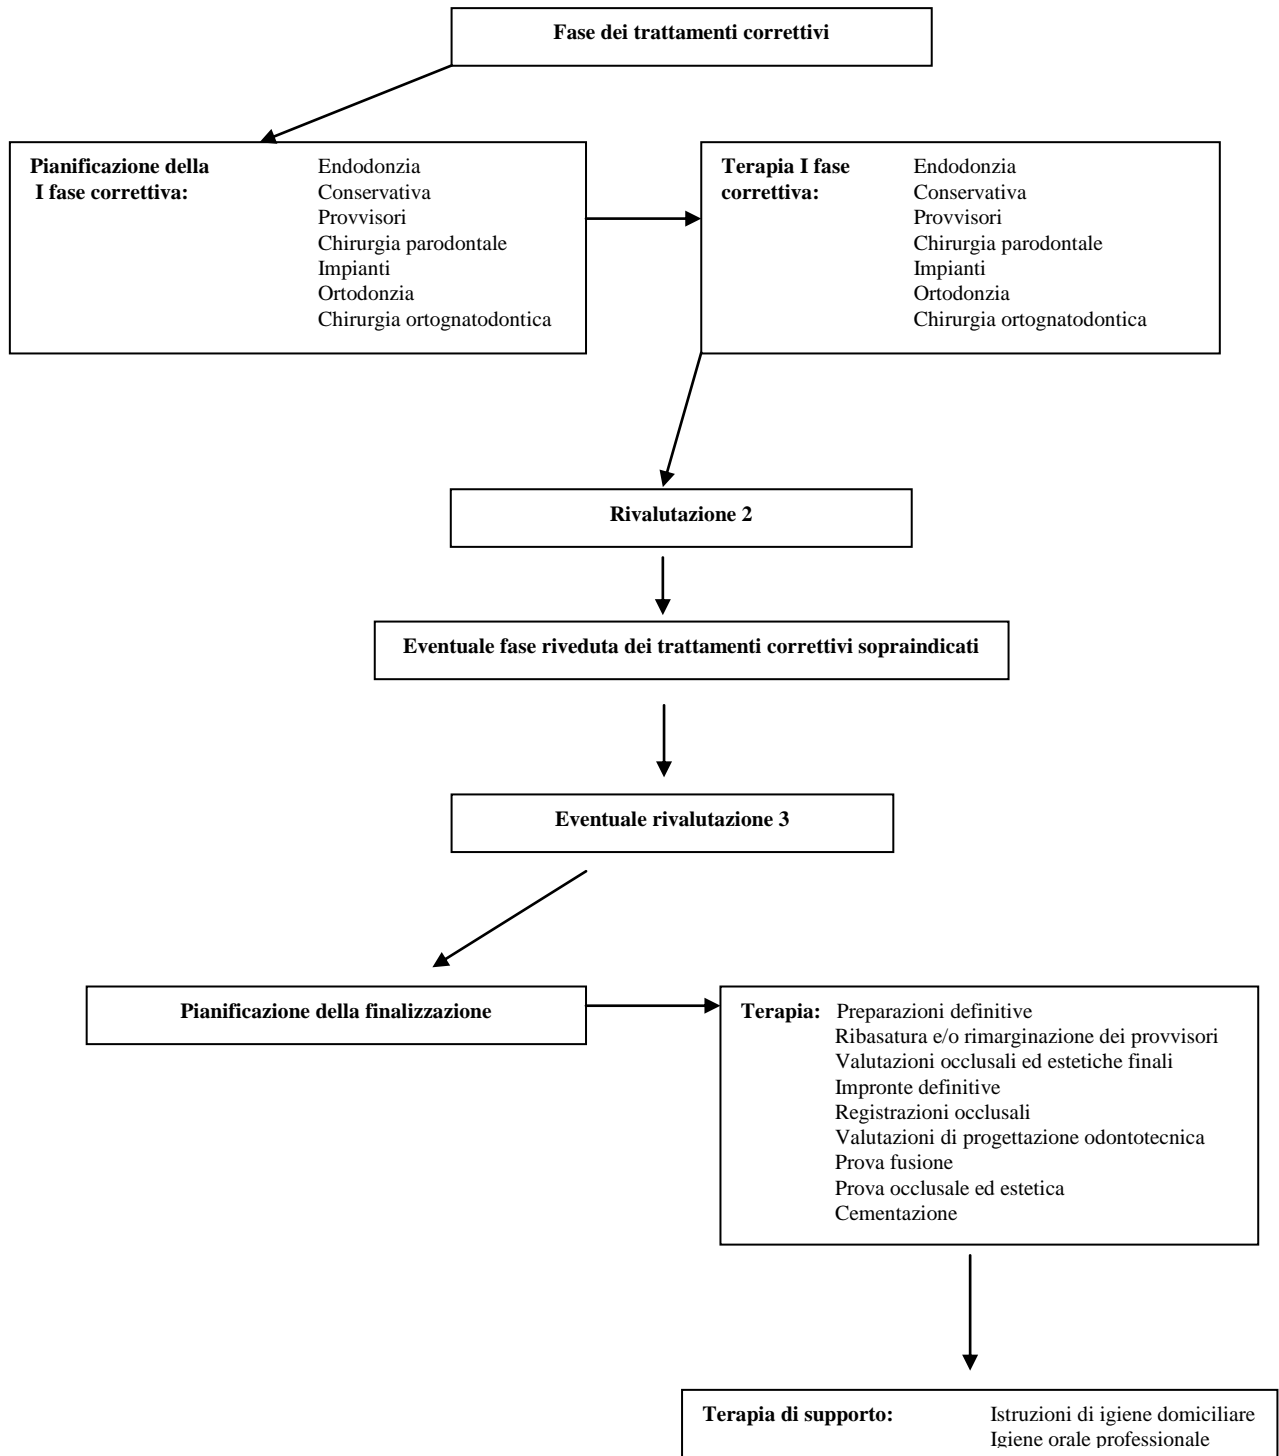 Fase dei trattamenti correttivi
Pianificazione della
I fase correttiva:
Endodonzia
Conservativa
Provvisori
Chirurgia parodontale
Impianti
Ortodonzia
Chirurgia ortognatodontica
Terapia I fase
correttiva:
Endodonzia
Conservativa
Provvisori
Chirurgia parodontale
Impianti
Ortodonzia
Chirurgia ortognatodontica
Rivalutazione 2
Eventuale fase riveduta dei trattamenti correttivi sopraindicati
Eventuale rivalutazione 3
Pianificazione della finalizzazione
Terapia: Preparazioni definitive
Ribasatura e/o rimarginazione dei provvisori
Valutazioni occlusali ed estetiche finali
Impronte definitive
Registrazioni occlusali
Valutazioni di progettazione odontotecnica
Prova fusione
Prova occlusale ed estetica
Cementazione
Terapia di supporto: Istruzioni di igiene domiciliare
Igiene orale professionale